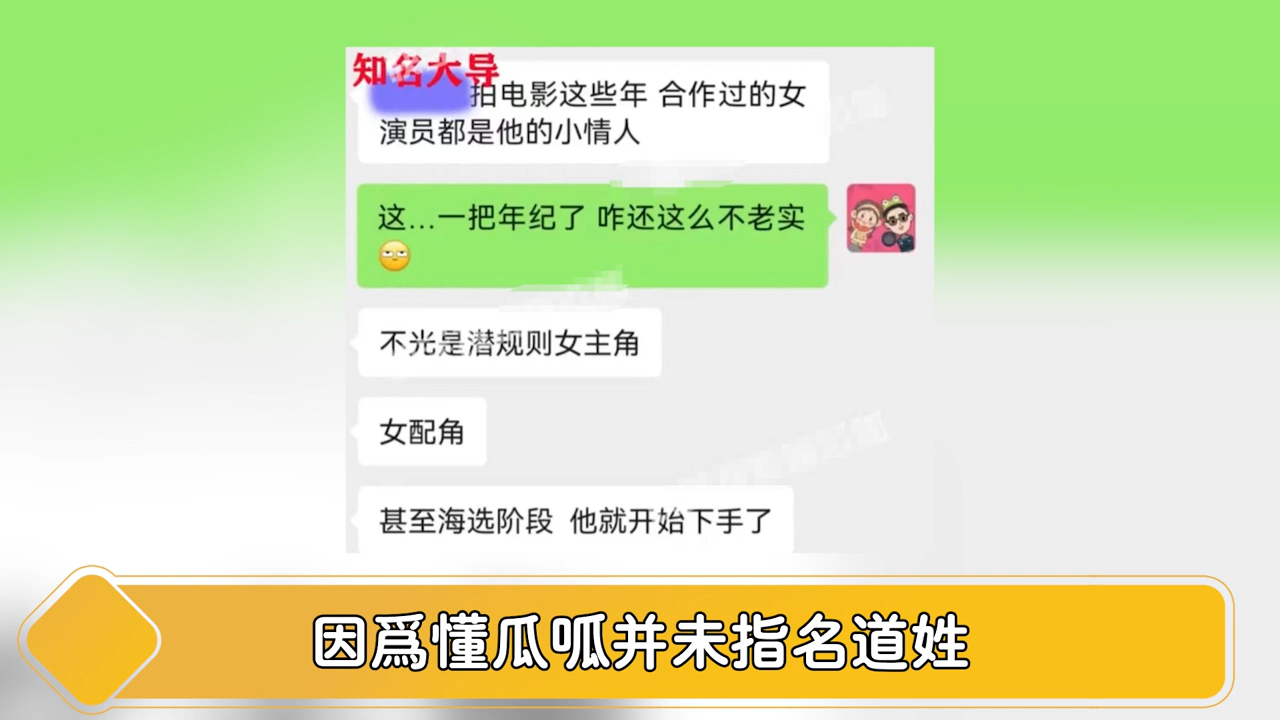 知名大导
拍电影这些年 合作过的女
演员都是他的小情人
这...一把年纪了 咋还这么不老实
不光是潜规则女主角
女配角
甚至海选阶段 他就开始下手了
因爲懂瓜呱并未指名道姓